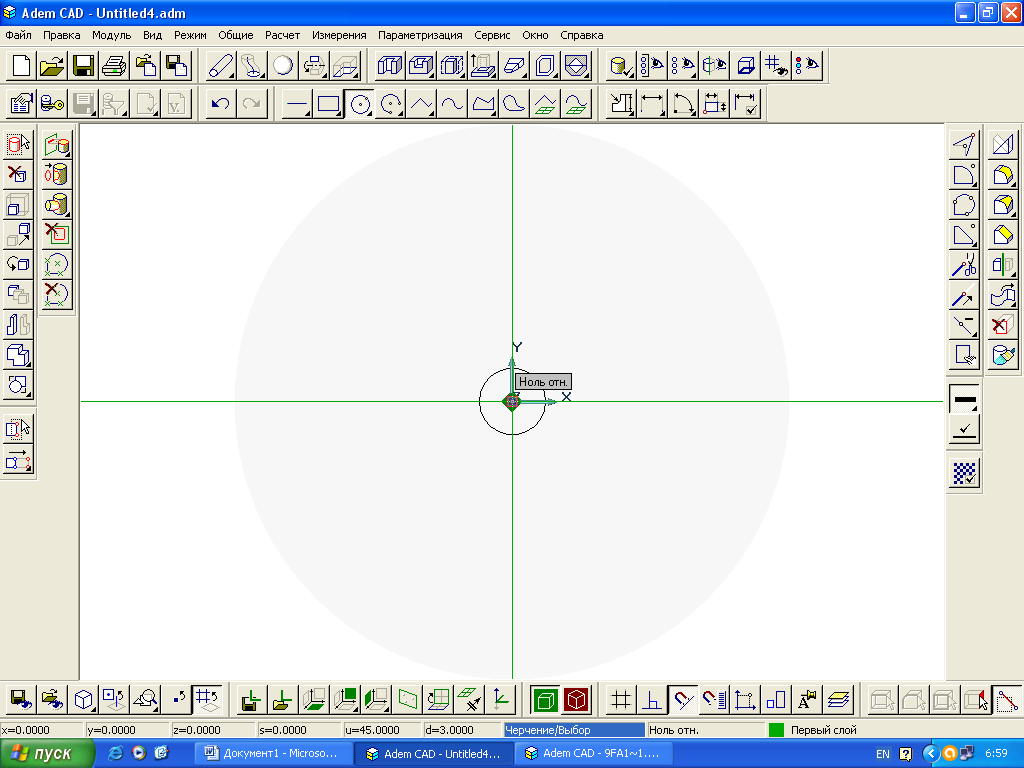 Adem CAD - Untitled4.adm
Файл Правка Модуль Вид Режим Общие Расчет Измерения Параметризация Сервис Окно Справка
Y
Ноль отн.
X
x=0.0000 y=0.0000 z=0.0000 s=0.0000 u=45.0000 d=3.0000 Черчение/Выбор Ноль отн. Первый слой
пуск Документ1 - Microso... Adem CAD - Untitled4... Adem CAD - 9FA1~1.... EN 6:59